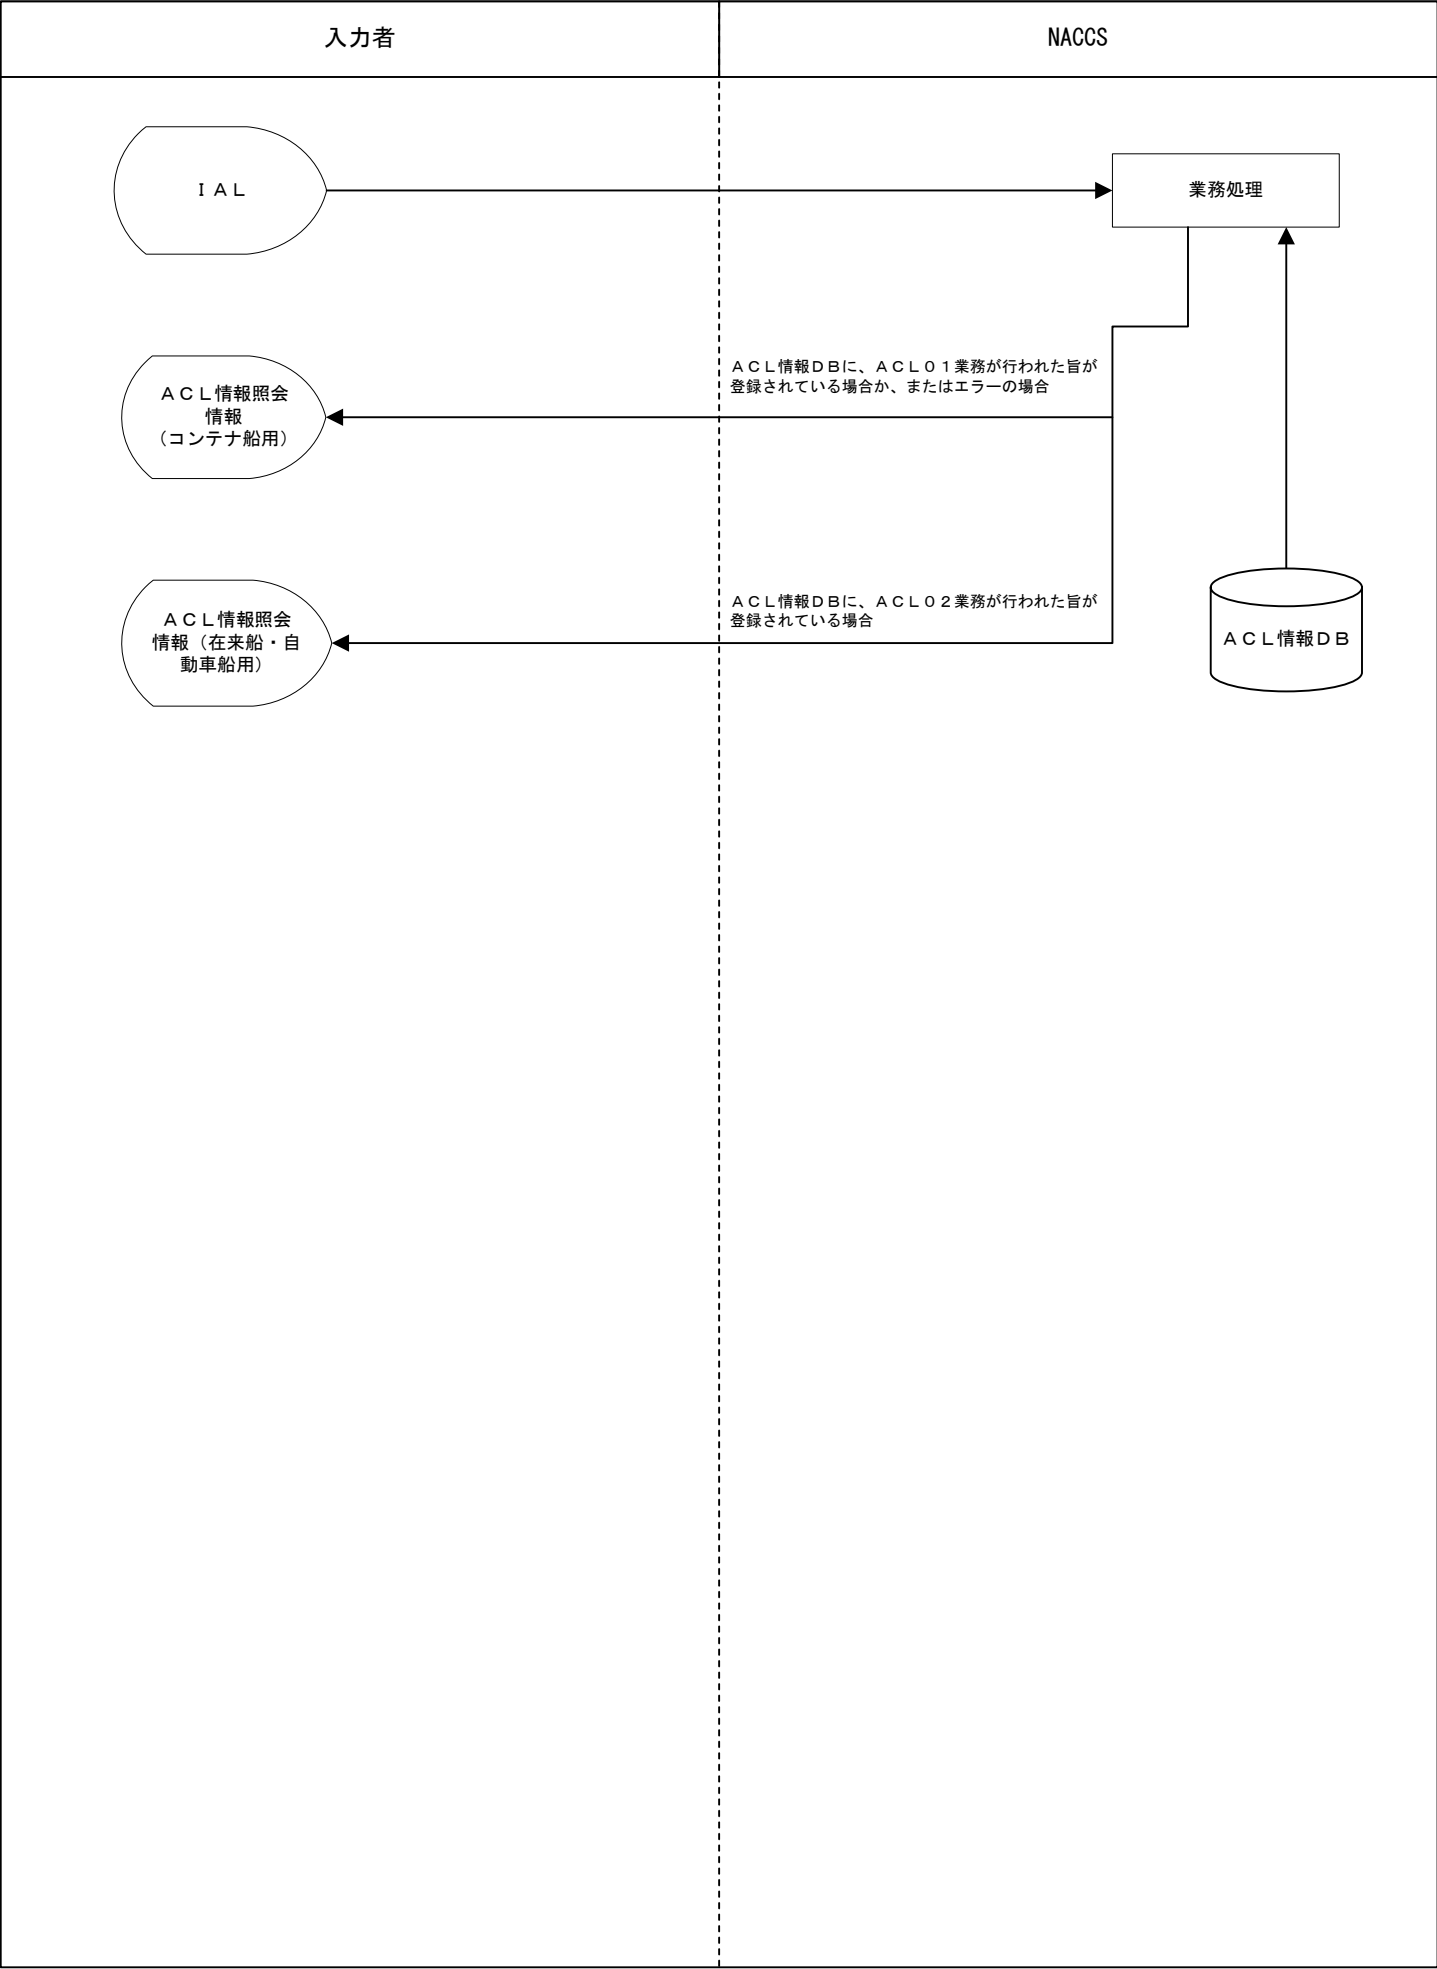 入力者
NACCS
ＩＡＬ
業務処理
ＡＣＬ情報ＤＢに、ＡＣＬ０１業務が行われた旨が
登録されている場合か、またはエラーの場合
ＡＣＬ情報照会
情報
（コンテナ船用）
ＡＣＬ情報ＤＢに、ＡＣＬ０２業務が行われた旨が
登録されている場合
ＡＣＬ情報照会
情報（在来船・自
動車船用）
ＡＣＬ情報ＤＢ